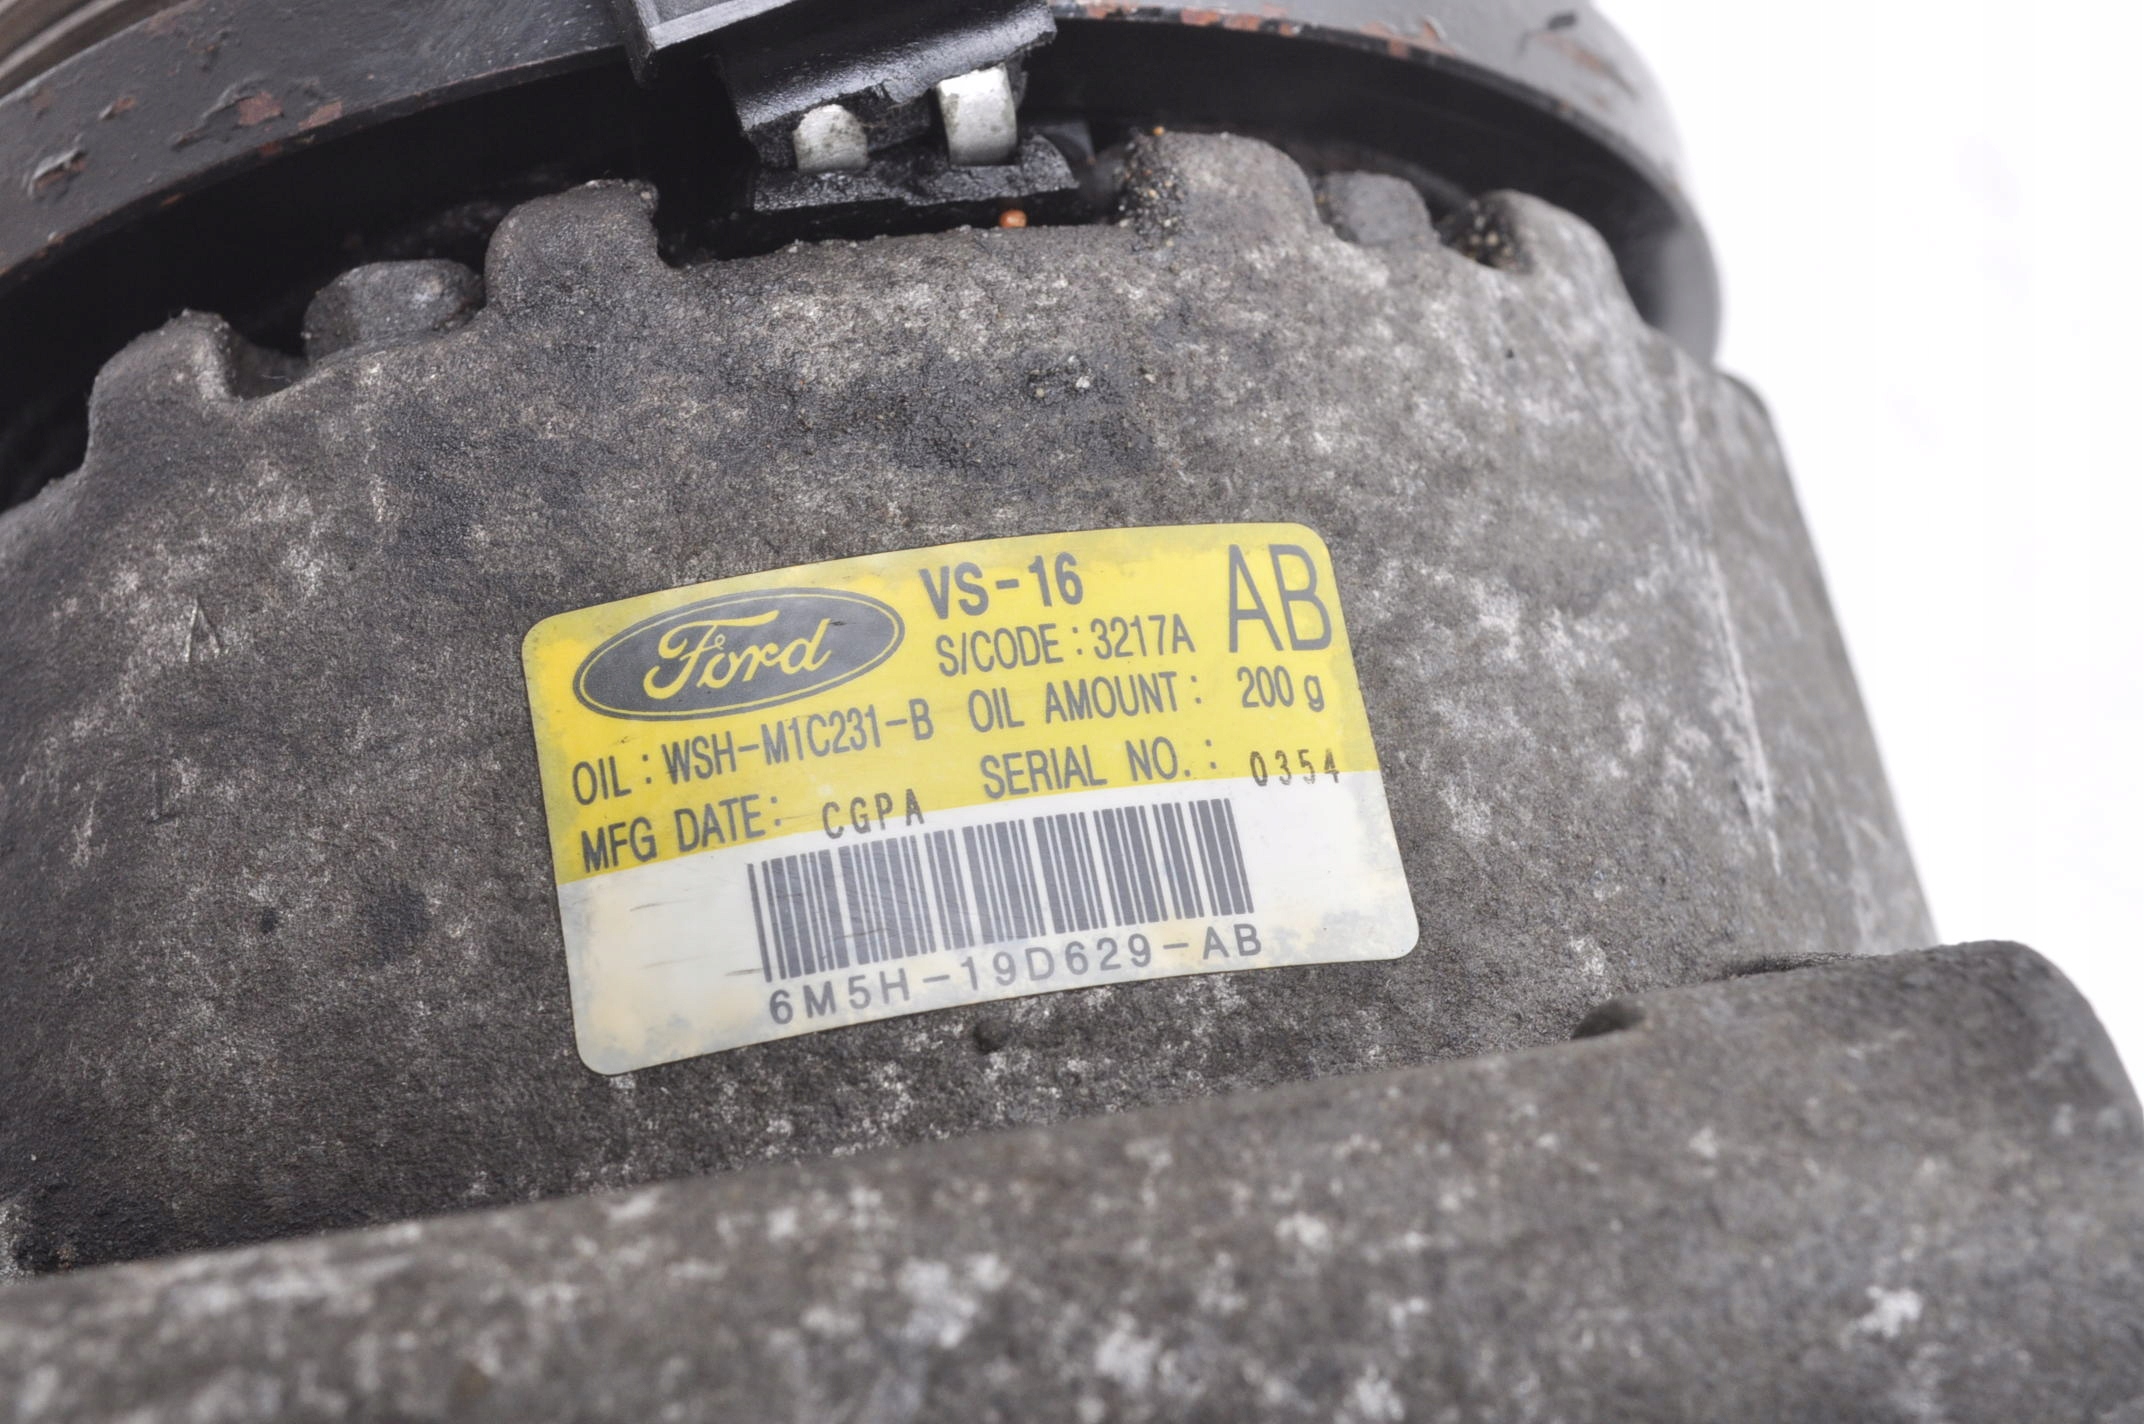 Ford
VS-16
AB
S/CODE : 3217A
OIL : WSH-M1C231-B OIL AMOUNT : 200 g
MFG DATE : CGPA SERIAL NO. : 0354
6M5H-19D629-AB